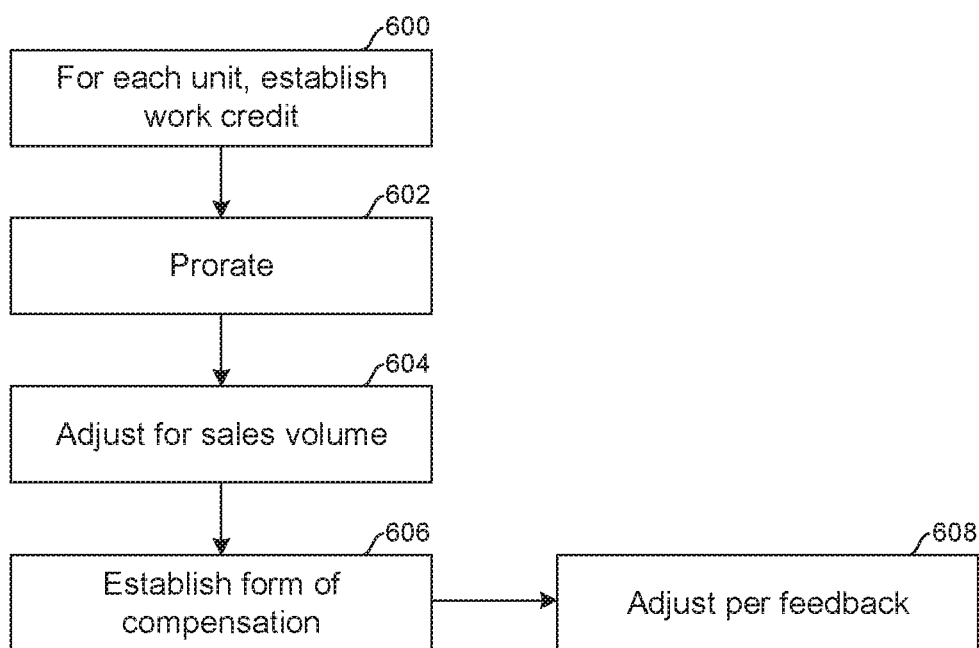 600
For each unit, establish
work credit
602
Prorate
604
Adjust for sales volume
606
Establish form of
compensation
608
Adjust per feedback